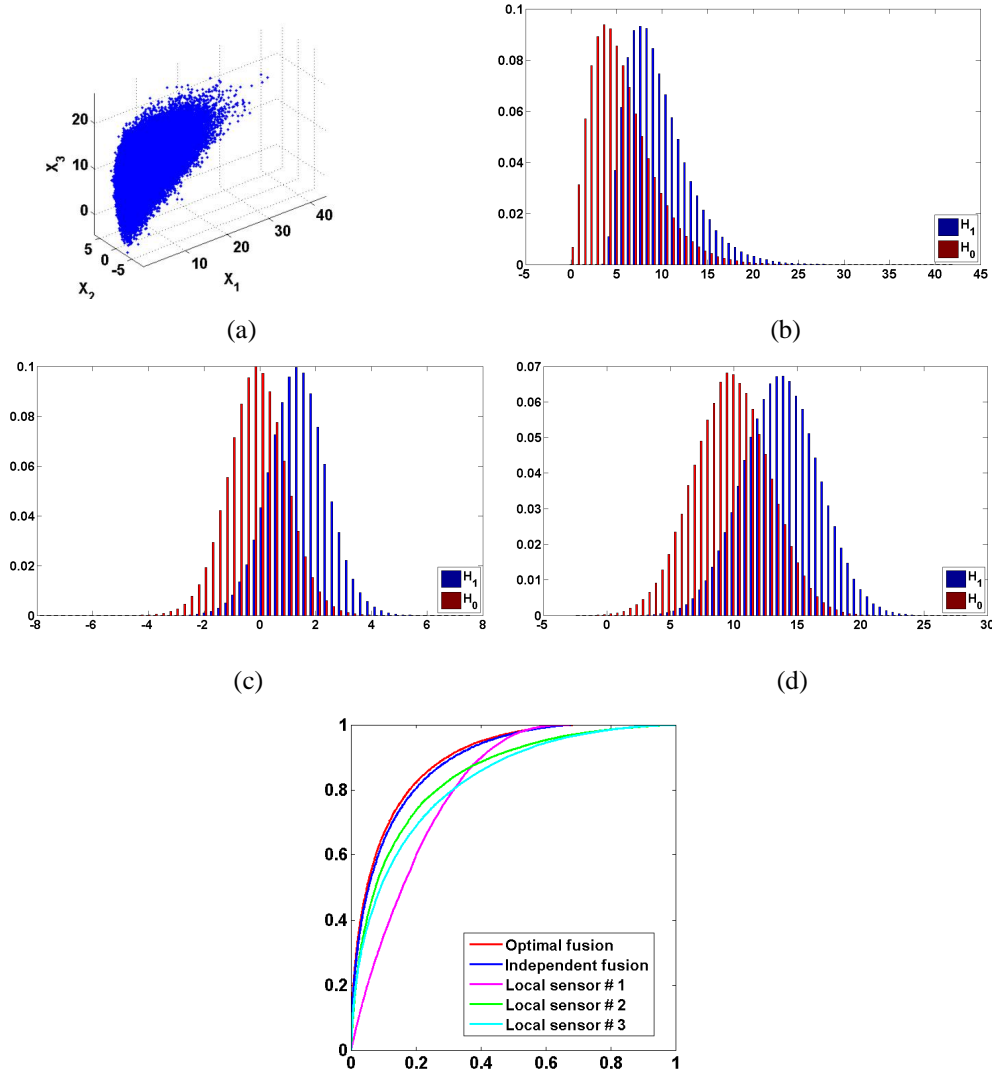 20
10
0
X3
5
0
-5
X2
10
20
30
40
X1
(a)
0.1
0.08
0.06
0.04
0.02
0
-5 0 5 10 15 20 25 30 35 40 45
H1
H0
(b)
0.1
0.08
0.06
0.04
0.02
0
-8 -6 -4 -2 0 2 4 6 8
H1
H0
(c)
0.07
0.06
0.05
0.04
0.03
0.02
0.01
0
-5 0 5 10 15 20 25 30
H1
H0
(d)
1
0.8
0.6
0.4
0.2
0
0 0.2 0.4 0.6 0.8 1
Optimal fusion
Independent fusion
Local sensor # 1
Local sensor # 2
Local sensor # 3